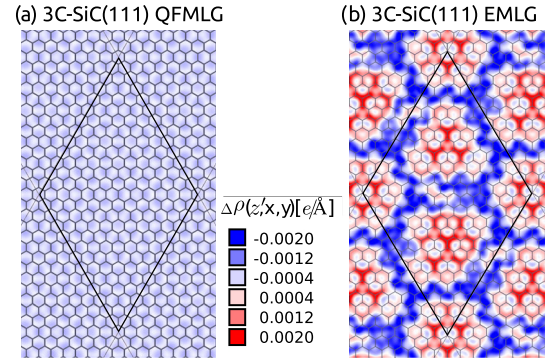 (a) 3C-SiC(111) QFMLG
(b) 3C-SiC(111) EMLG
Δρ(z',x,y)[e/Å]
-0.0020
-0.0012
-0.0004
0.0004
0.0012
0.0020